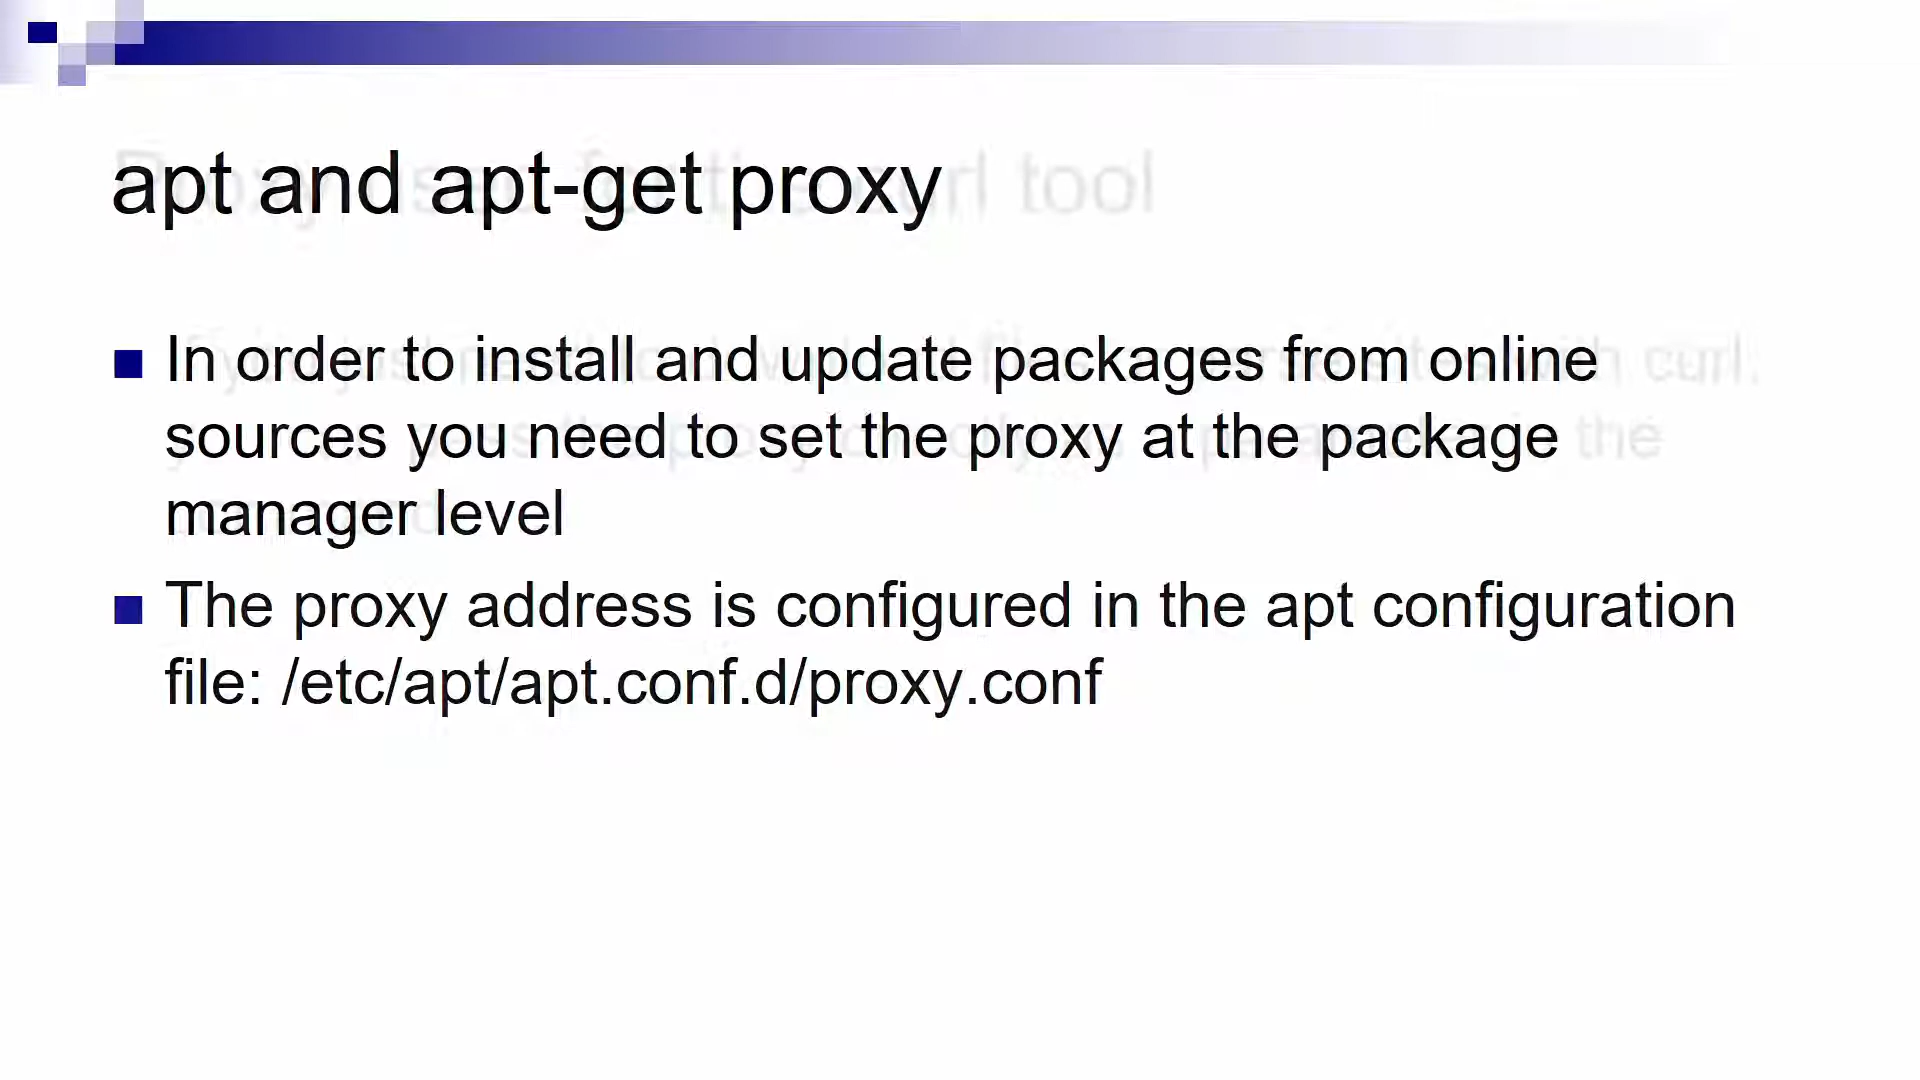 apt and apt-get proxy
In order to install and update packages from online
sources you need to set the proxy at the package
manager level
The proxy address is configured in the apt configuration
file: /etc/apt/apt.conf.d/proxy.conf